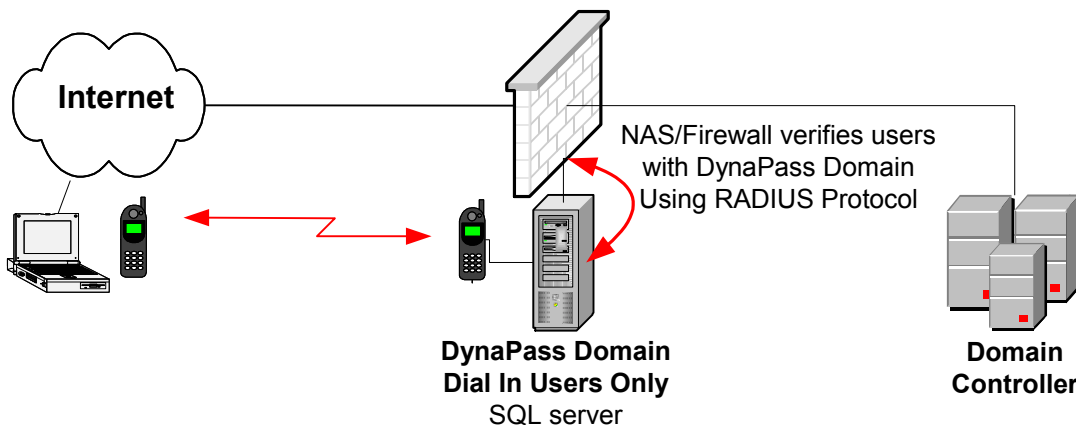 Internet
NAS/Firewall verifies users
with DynaPass Domain
Using RADIUS Protocol
DynaPass Domain
Dial In Users Only
SQL server
Domain
Controller